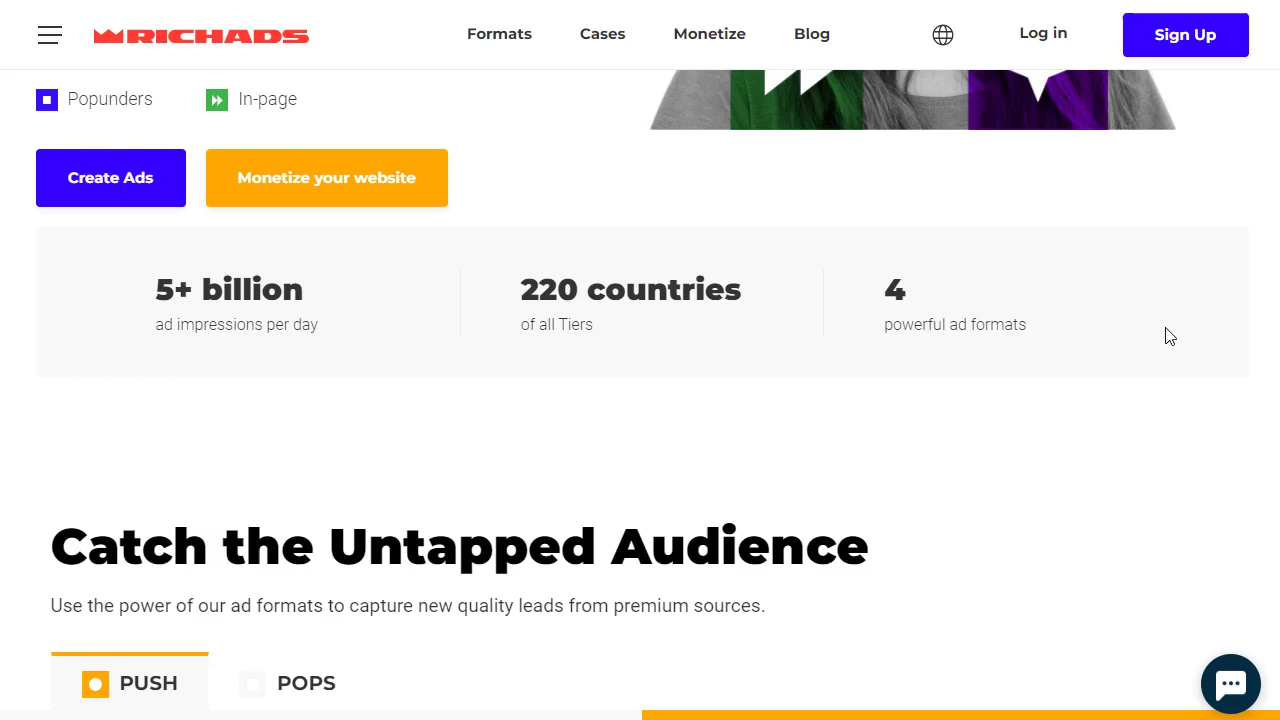 RICHADS
Formats
Cases
Monetize
Blog
Log in
Sign Up
Popunders
In-page
Create Ads
Monetize your website
5+ billion
ad impressions per day
220 countries
of all Tiers
4
powerful ad formats
Catch the Untapped Audience
Use the power of our ad formats to capture new quality leads from premium sources.
PUSH
POPS